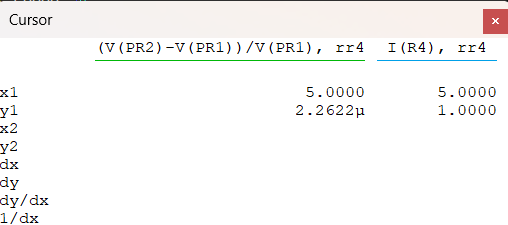 Cursor
(V(PR2)-V(PR1))/V(PR1), rr4 I(R4), rr4
x1 5.0000 5.0000
y1 2.2622µ 1.0000
x2
y2
dx
dy
dy/dx
1/dx